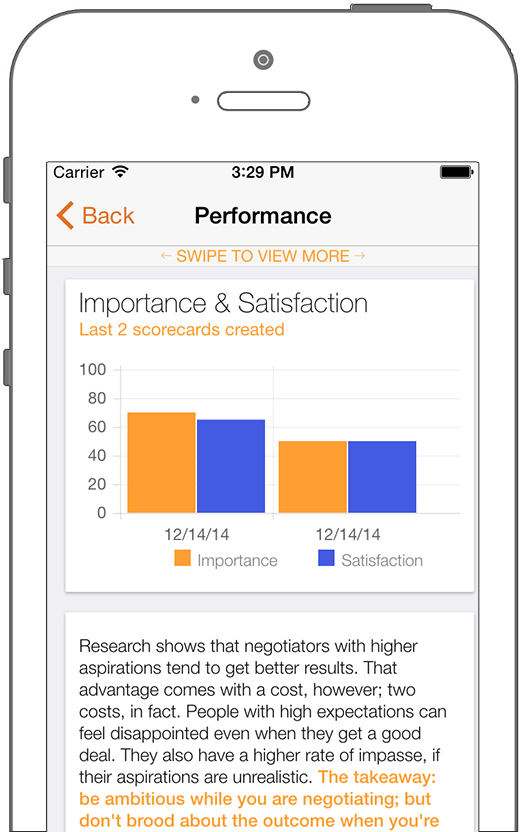 Carrier 3:29 PM
Back Performance
← SWIPE TO VIEW MORE →
Importance & Satisfaction
Last 2 scorecards created
100
80
60
40
20
0
12/14/14 12/14/14
Importance Satisfaction
Research shows that negotiators with higher
aspirations tend to get better results. That
advantage comes with a cost, however; two
costs, in fact. People with high expectations can
feel disappointed even when they get a good
deal. They also have a higher rate of impasse, if
their aspirations are unrealistic. The takeaway:
be ambitious while you are negotiating; but
don't brood about the outcome when you're